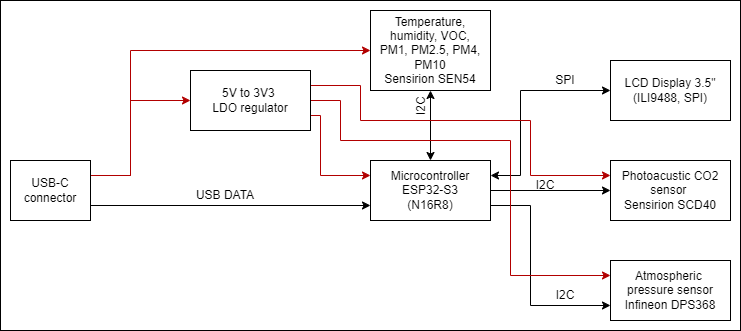 Temperature,
humidity, VOC,
PM1, PM2.5, PM4,
PM10
Sensirion SEN54
5V to 3V3
LDO regulator
I2C
SPI
LCD Display 3.5"
(ILI9488, SPI)
USB-C
connector
USB DATA
Microcontroller
ESP32-S3
(N16R8)
I2C
Photoacustic CO2
sensor
Sensirion SCD40
I2C
Atmospheric
pressure sensor
Infineon DPS368